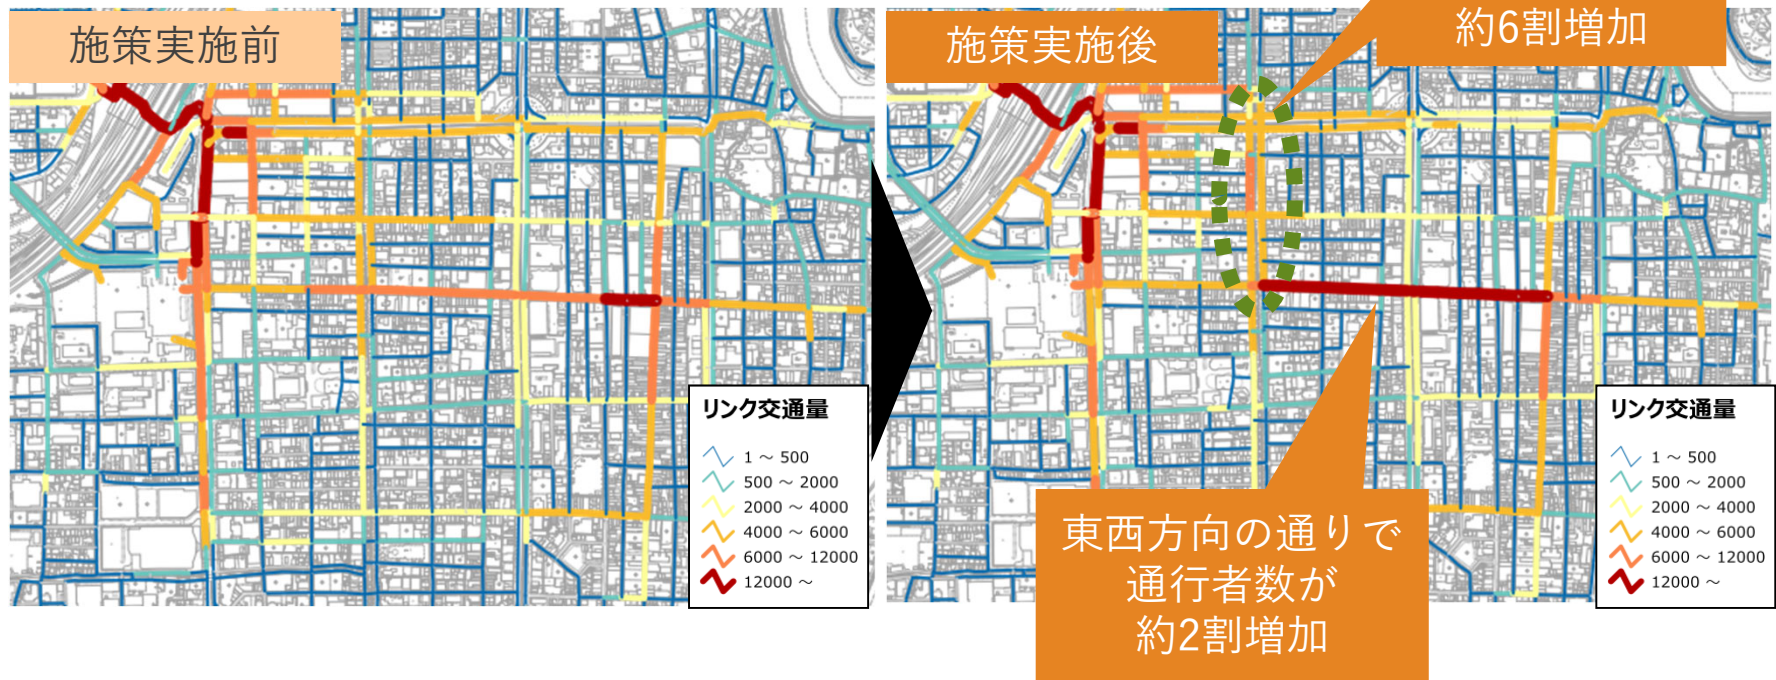 施策実施前
リンク交通量
1 ～ 500
500 ～ 2000
2000 ～ 4000
4000 ～ 6000
6000 ～ 12000
12000 ～
施策実施後
約6割増加
東西方向の通りで
通行者数が
約2割増加
リンク交通量
1 ～ 500
500 ～ 2000
2000 ～ 4000
4000 ～ 6000
6000 ～ 12000
12000 ～